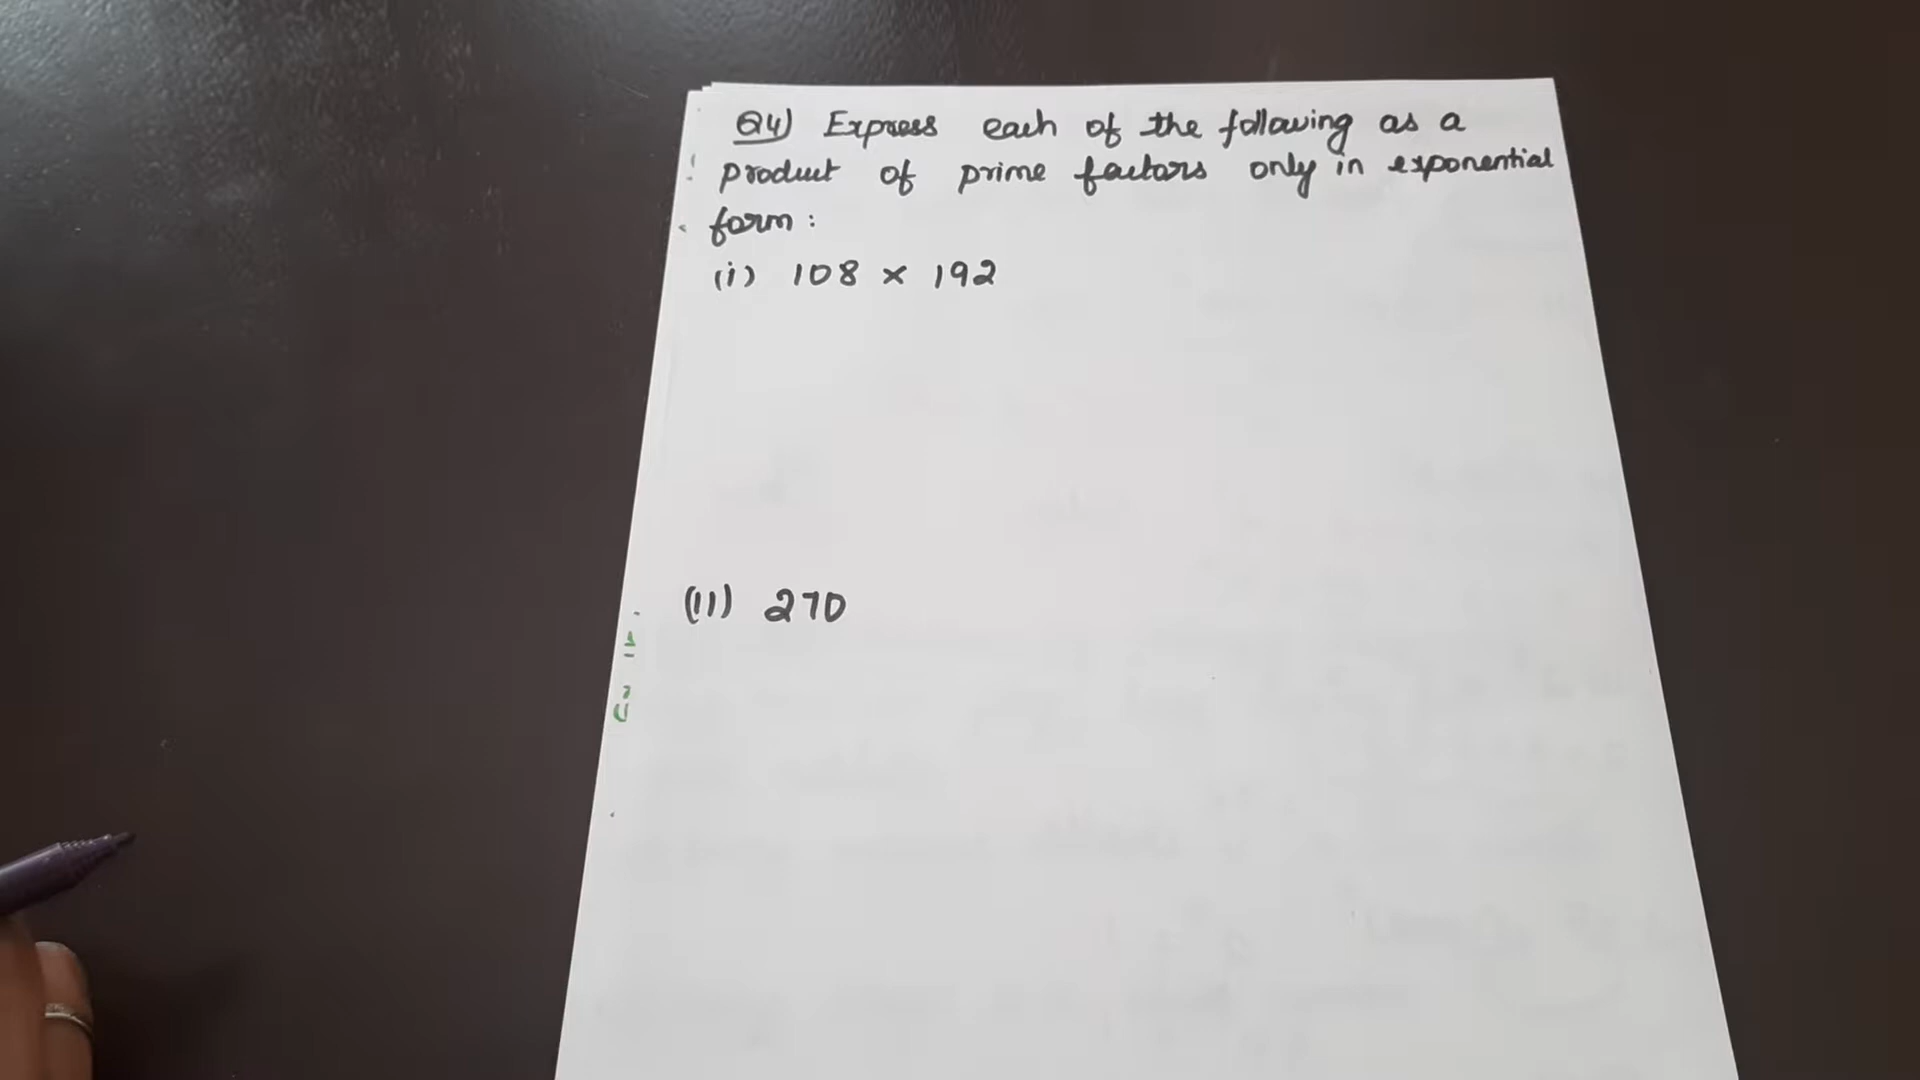 Q4) Express each of the following as a
product of prime factors only in exponential
form :
(i) 108 × 192
(ii) 270